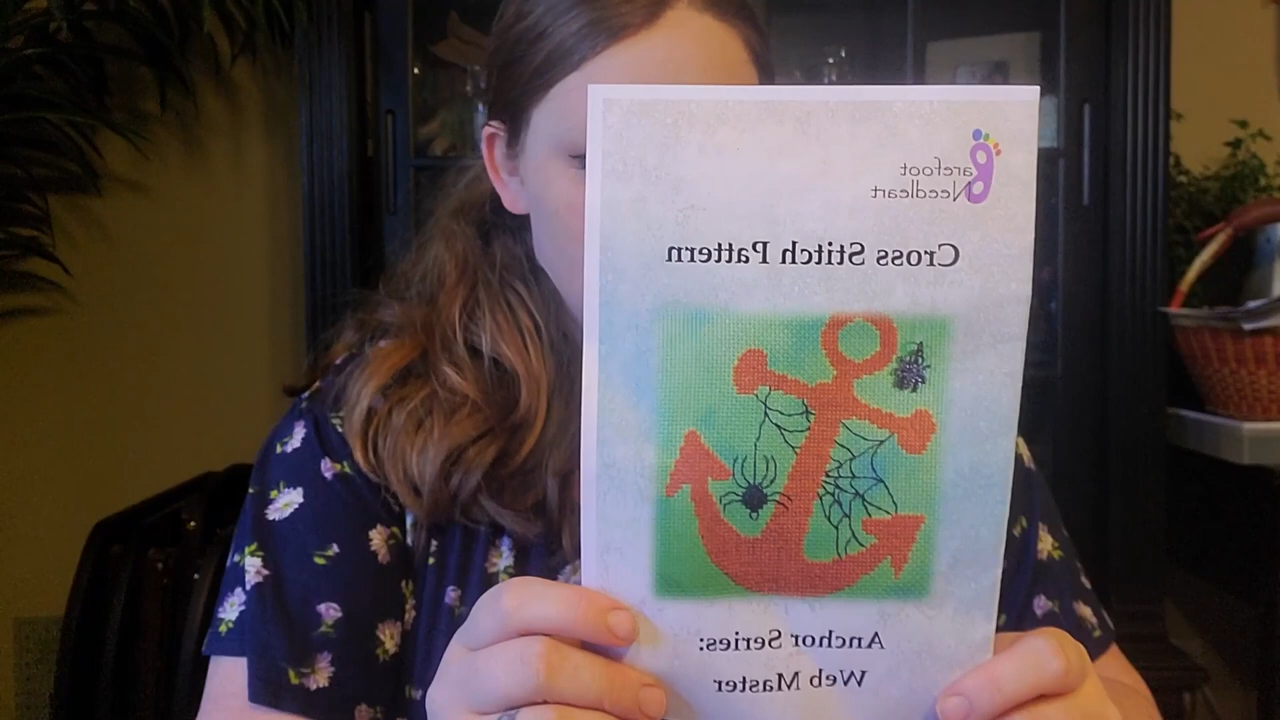 Barefoot
Needleart
Cross Stitch Pattern
Anchor Series:
Web Master